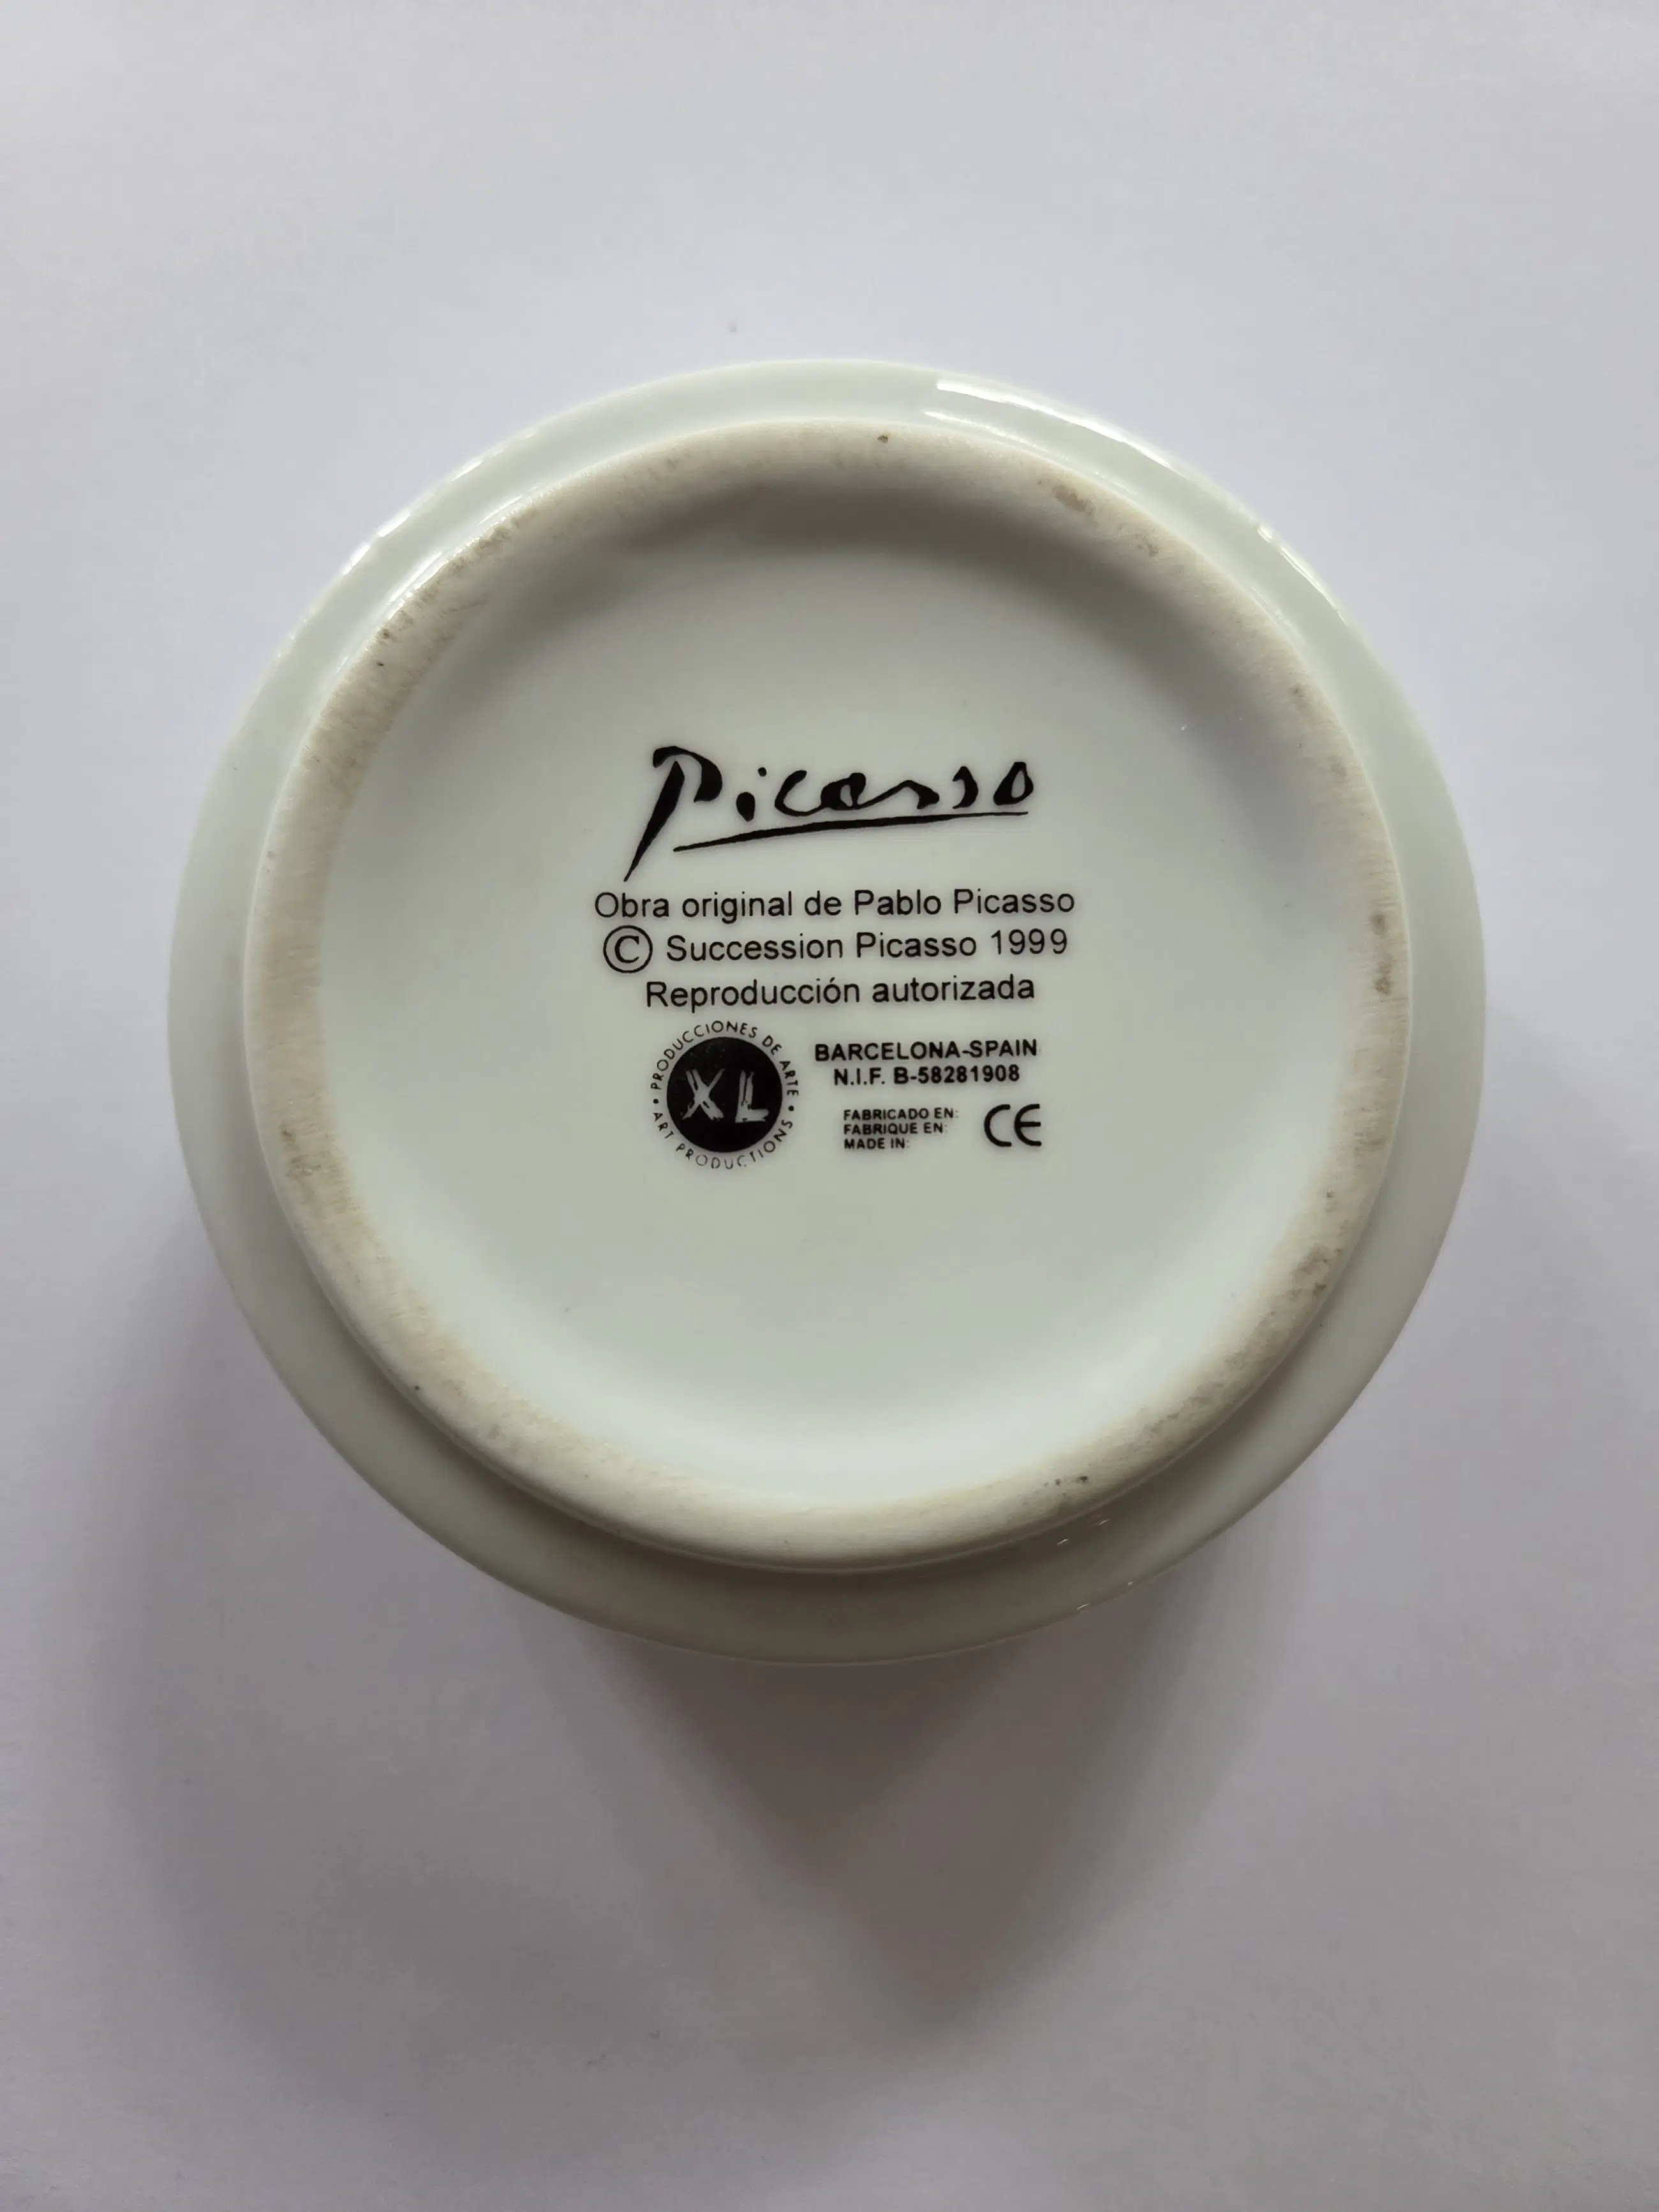 Picasso
Obra original de Pablo Picasso
© Succession Picasso 1999
Reproducción autorizada
• PRODUCCIONES DE ARTE •
ART PRODUCTIONS
XL
BARCELONA-SPAIN
N.I.F. B-58281908
FABRICADO EN:
FABRIQUE EN:
MADE IN:
CE